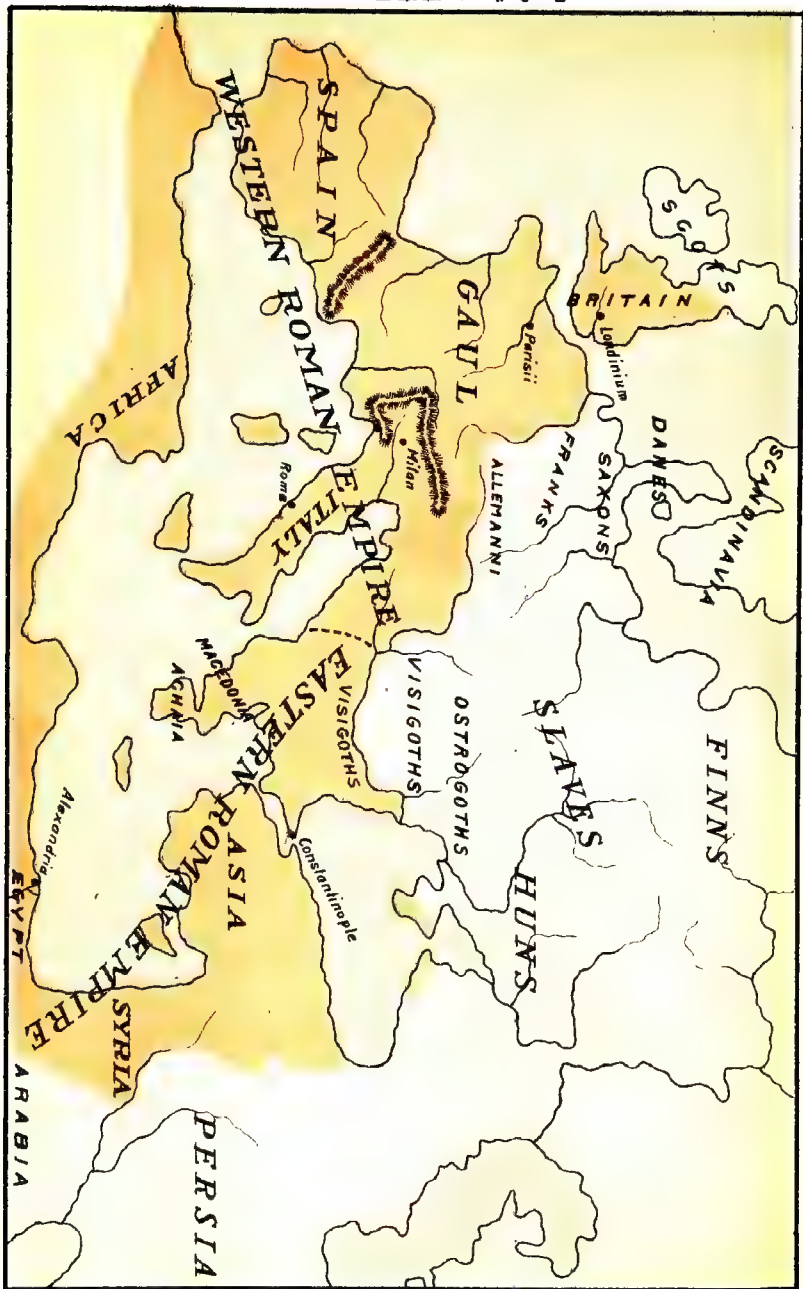 SCOTS
BRITAIN
Londinium
DANES
SCANDINAVIA
SAXONS
FRANKS
ALLEMANNI
GAUL
Parisii
SPAIN
Milan
ITALY
Rome
WESTERN ROMAN EMPIRE
AFRICA
FINNS
SLAVES
HUNS
OSTROGOTHS
VISIGOTHS
VISIGOTHS
MACEDONIA
ACHAIA
EASTERN ROMAN EMPIRE
Constantinople
ASIA
SYRIA
Alexandria
EGYPT
ARABIA
PERSIA